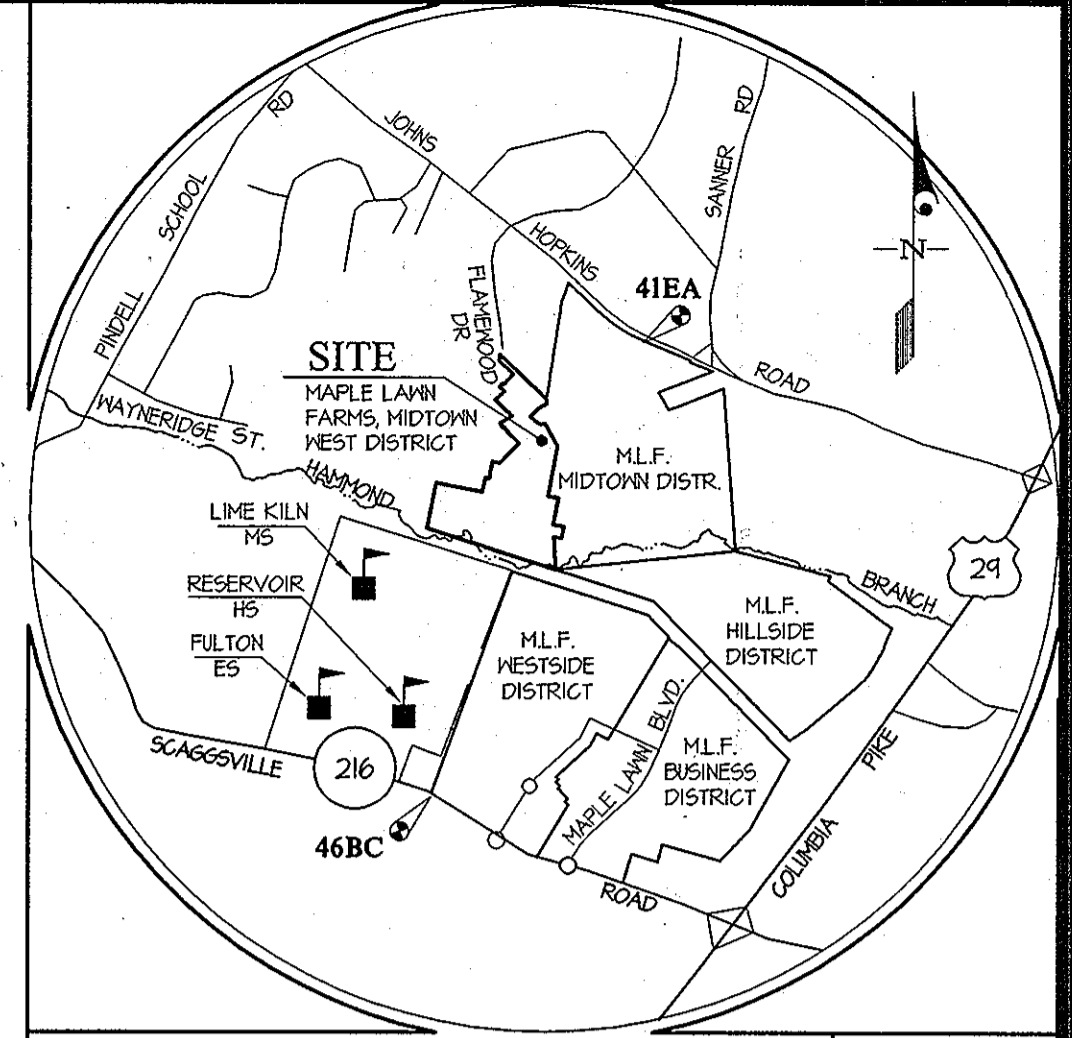 RD
JOHNS
SANNER RD
PINDELL SCHOOL
HOPKINS
N
41EA
FLAMEWOOD
DR
SITE
MAPLE LAWN
FARMS, MIDTOWN
WEST DISTRICT
ROAD
WAYNERIDGE ST.
M.L.F.
MIDTOWN DISTR.
HAMMOND
LIME KILN
MS
29
RESERVOIR
HS
BRANCH
M.L.F.
HILLSIDE
DISTRICT
FULTON
ES
M.L.F.
WESTSIDE
DISTRICT
MAPLE LAWN BLVD.
M.L.F.
BUSINESS
DISTRICT
SCAGGSVILLE
216
COLUMBIA PIKE
46BC
ROAD